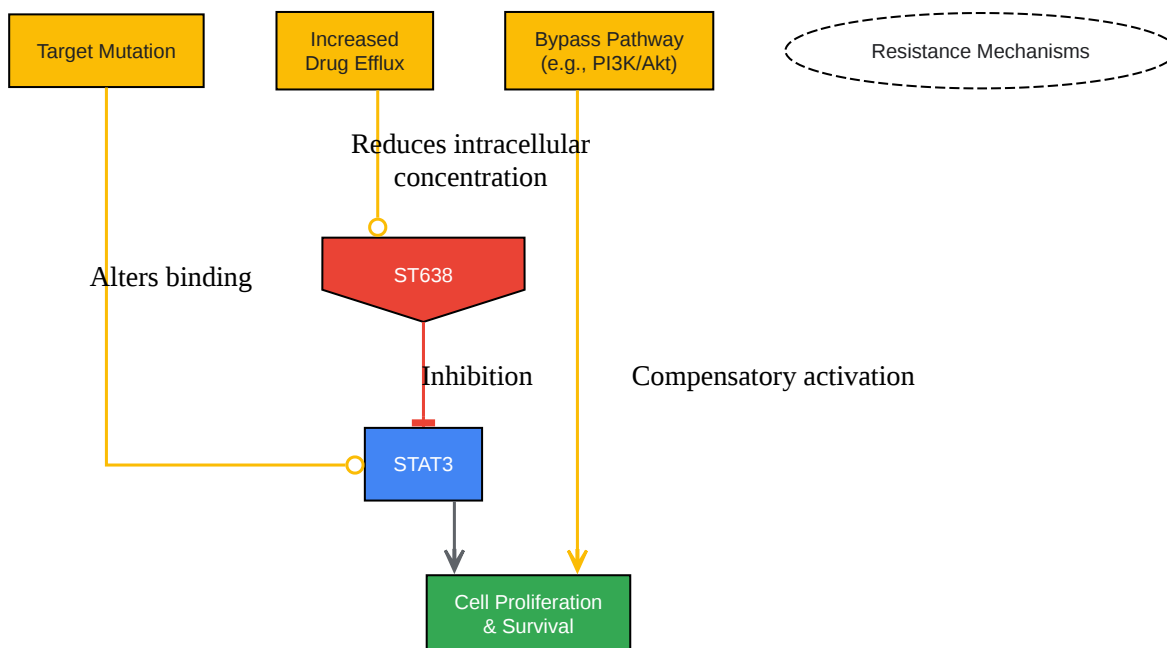 Target Mutation
Increased
Drug Efflux
Bypass Pathway
(e.g., PI3K/Akt)
Resistance Mechanisms
Reduces intracellular
concentration
Alters binding
ST638
Inhibition
Compensatory activation
STAT3
Cell Proliferation
& Survival